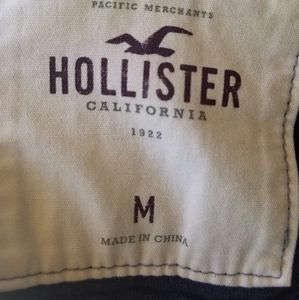 PACIFIC MERCHANTS
HOLLISTER
CALIFORNIA
1922
M
MADE IN CHINA